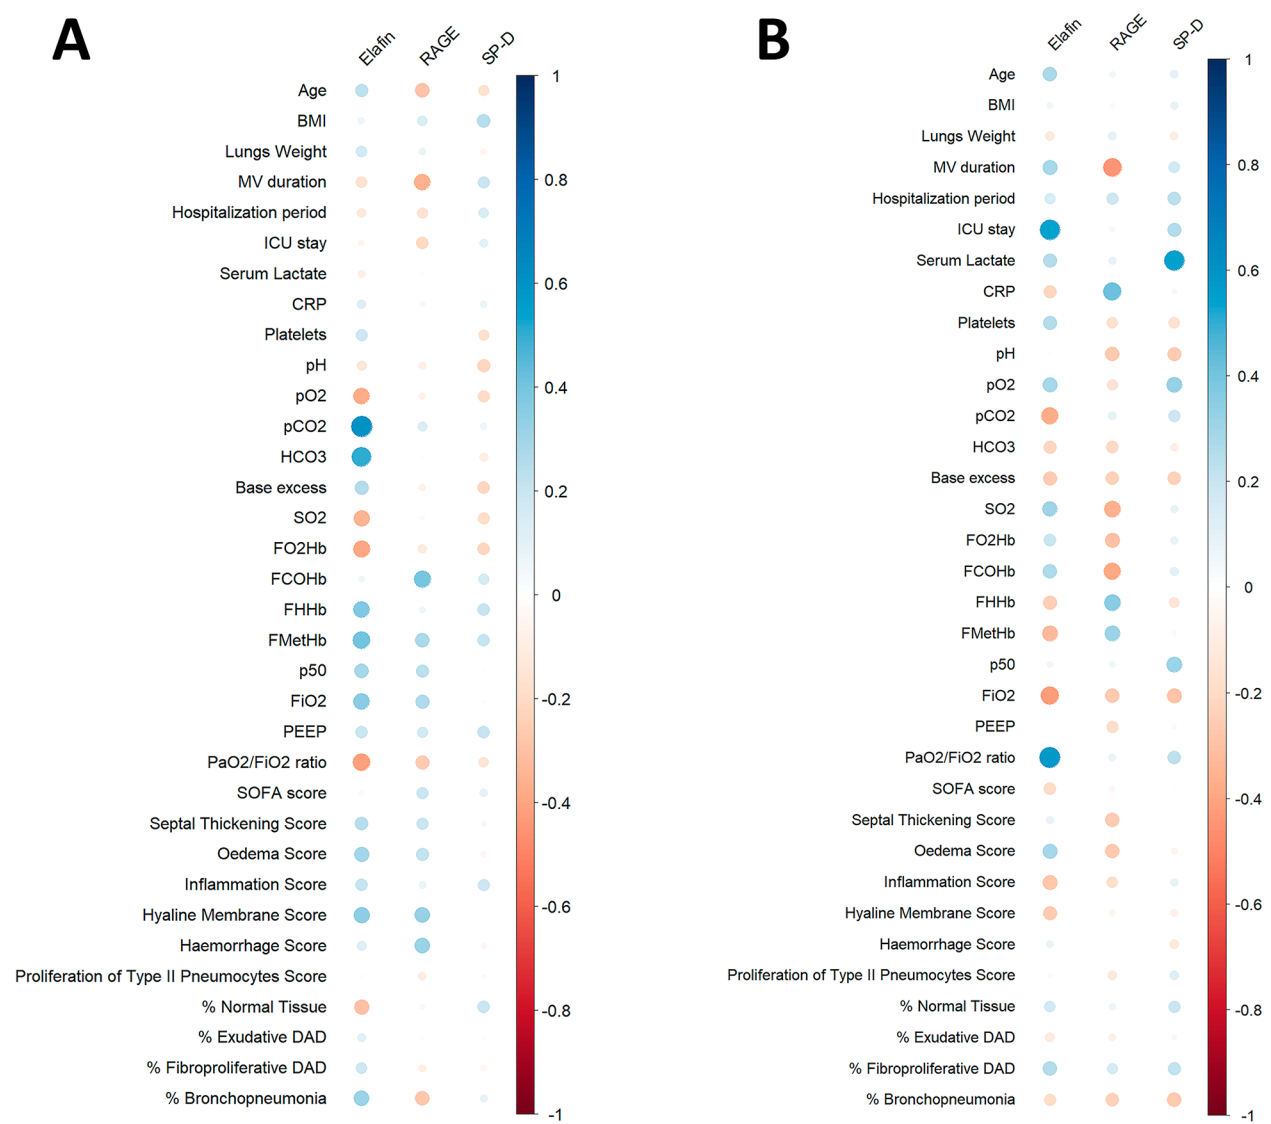 A
Elafin
RAGE
SP-D
Age
BMI
Lungs Weight
MV duration
Hospitalization period
ICU stay
Serum Lactate
CRP
Platelets
pH
pO2
pCO2
HCO3
Base excess
SO2
FO2Hb
FCOHb
FHHb
FMetHb
p50
FiO2
PEEP
PaO2/FiO2 ratio
SOFA score
Septal Thickening Score
Oedema Score
Inflammation Score
Hyaline Membrane Score
Haemorrhage Score
Proliferation of Type II Pneumocytes Score
% Normal Tissue
% Exudative DAD
% Fibroproliferative DAD
% Bronchopneumonia
1
0.8
0.6
0.4
0.2
0
-0.2
-0.4
-0.6
-0.8
-1
B
Elafin
RAGE
SP-D
Age
BMI
Lungs Weight
MV duration
Hospitalization period
ICU stay
Serum Lactate
CRP
Platelets
pH
pO2
pCO2
HCO3
Base excess
SO2
FO2Hb
FCOHb
FHHb
FMetHb
p50
FiO2
PEEP
PaO2/FiO2 ratio
SOFA score
Septal Thickening Score
Oedema Score
Inflammation Score
Hyaline Membrane Score
Haemorrhage Score
Proliferation of Type II Pneumocytes Score
% Normal Tissue
% Exudative DAD
% Fibroproliferative DAD
% Bronchopneumonia
1
0.8
0.6
0.4
0.2
0
-0.2
-0.4
-0.6
-0.8
-1